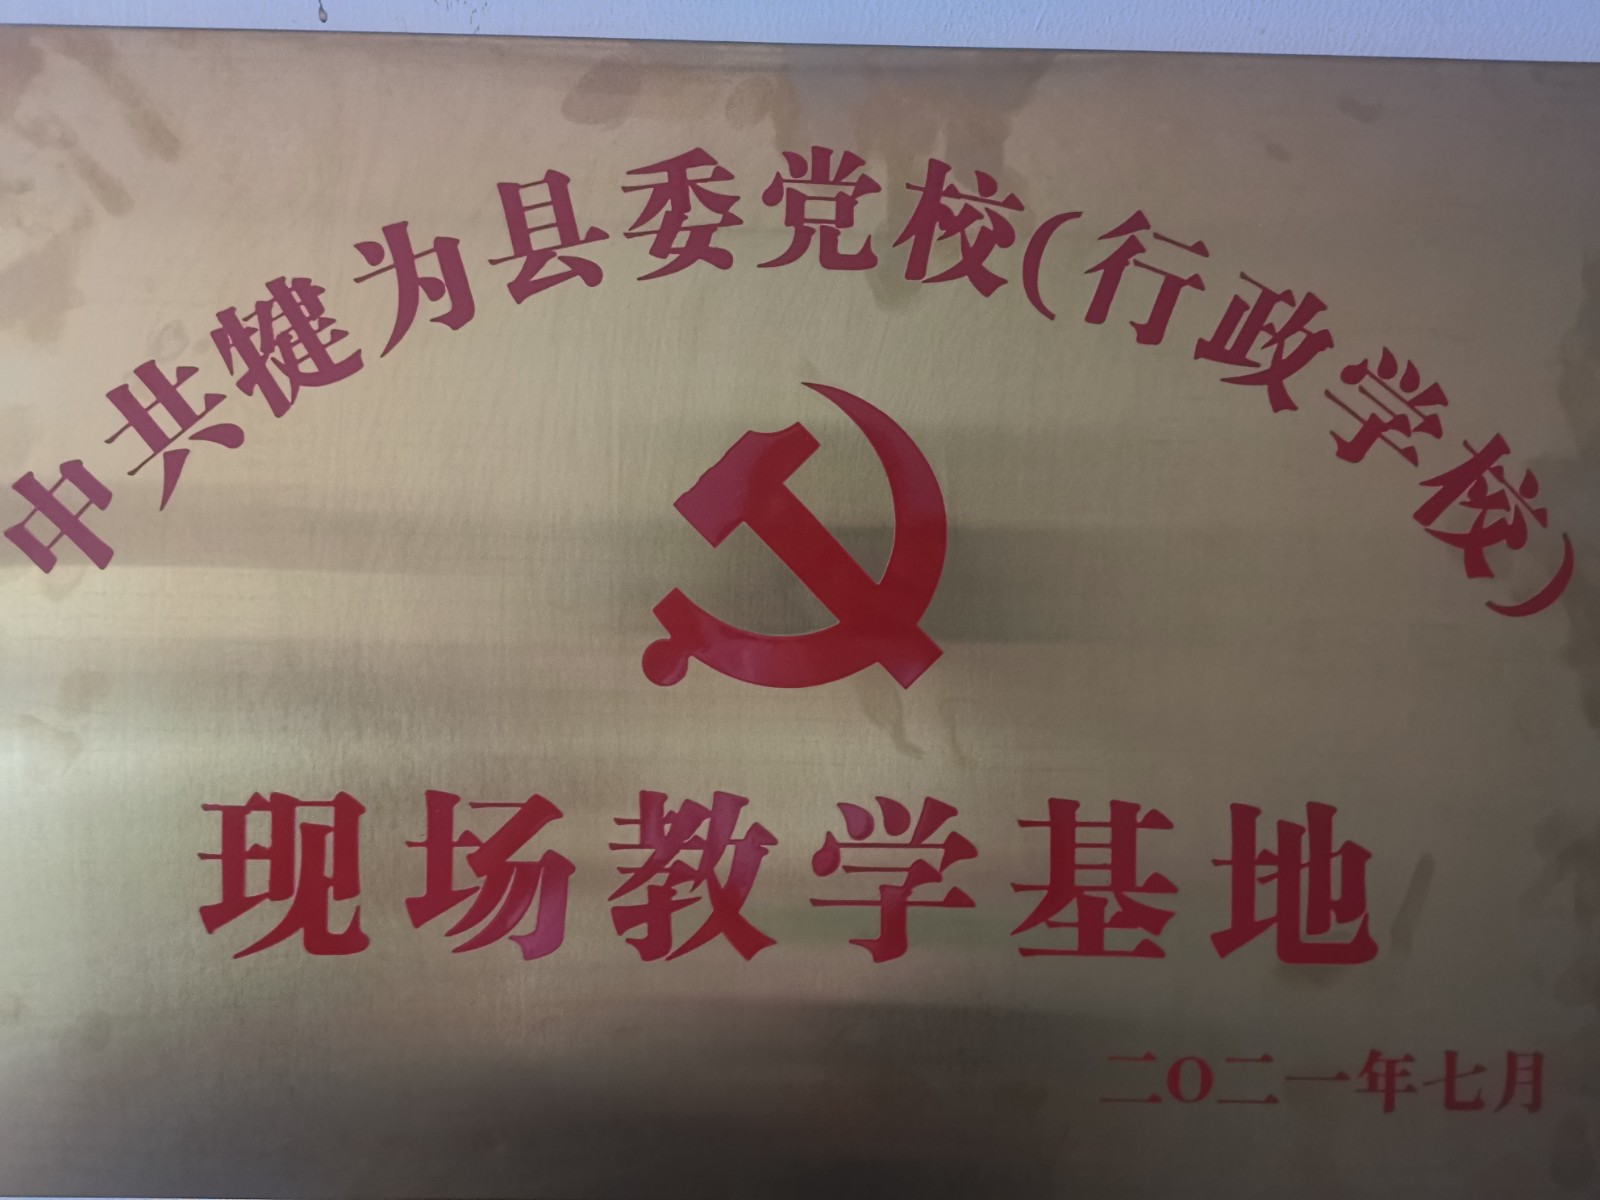 中共犍为县委党校(行政学校)
现场教学基地
二〇二一年七月